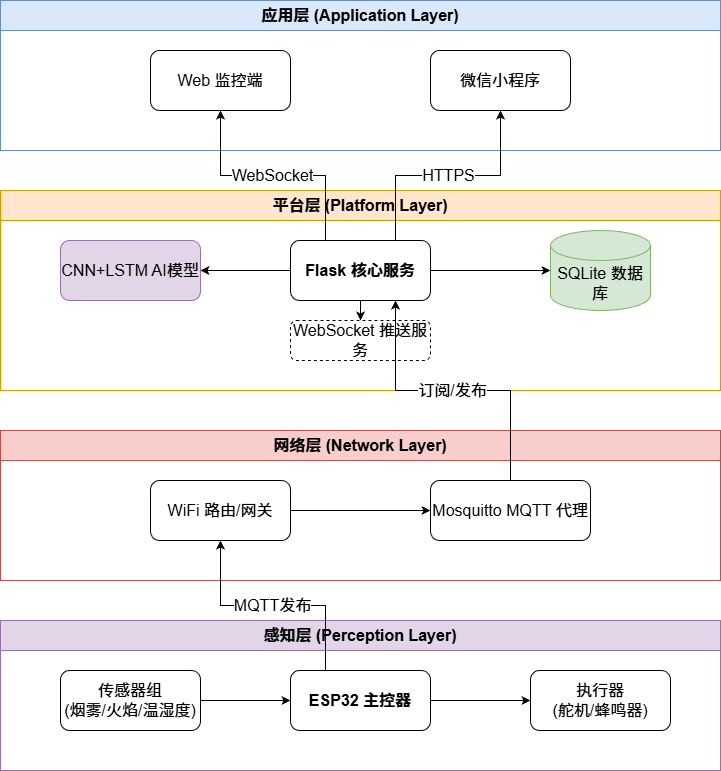 应用层 (Application Layer)
Web 监控端
微信小程序
WebSocket
HTTPS
平台层 (Platform Layer)
CNN+LSTM AI模型
Flask 核心服务
SQLite 数据
库
WebSocket 推送服
务
订阅/发布
网络层 (Network Layer)
WiFi 路由/网关
Mosquitto MQTT 代理
MQTT发布
感知层 (Perception Layer)
传感器组
(烟雾/火焰/温湿度)
ESP32 主控器
执行器
(舵机/蜂鸣器)